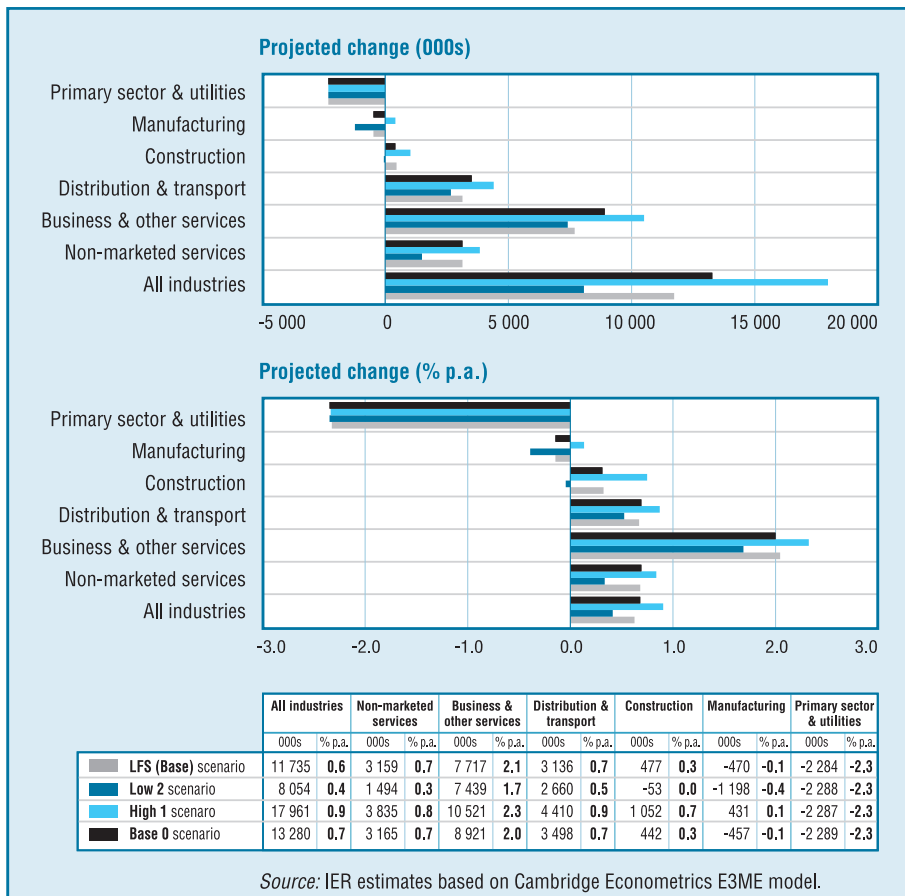 Projected change (000s)
Primary sector & utilities
Manufacturing
Construction
Distribution & transport
Business & other services
Non-marketed services
All industries
-5 000 0 5 000 10 000 15 000 20 000
Projected change (% p.a.)
Primary sector & utilities
Manufacturing
Construction
Distribution & transport
Business & other services
Non-marketed services
All industries
-3.0 -2.0 -1.0 0.0 1.0 2.0 3.0
All industries Non-marketed services Business & other services Distribution & transport Construction Manufacturing Primary sector & utilities
000s % p.a. 000s % p.a. 000s % p.a. 000s % p.a. 000s % p.a. 000s % p.a. 000s % p.a.
LFS (Base) scenario 11 735 0.6 3 159 0.7 7 717 2.1 3 136 0.7 477 0.3 -470 -0.1 -2 284 -2.3
Low 2 scenario 8 054 0.4 1 494 0.3 7 439 1.7 2 660 0.5 -53 0.0 -1 198 -0.4 -2 288 -2.3
High 1 scenaro 17 961 0.9 3 835 0.8 10 521 2.3 4 410 0.9 1 052 0.7 431 0.1 -2 287 -2.3
Base 0 scenario 13 280 0.7 3 165 0.7 8 921 2.0 3 498 0.7 442 0.3 -457 -0.1 -2 289 -2.3
Source: IER estimates based on Cambridge Econometrics E3ME model.